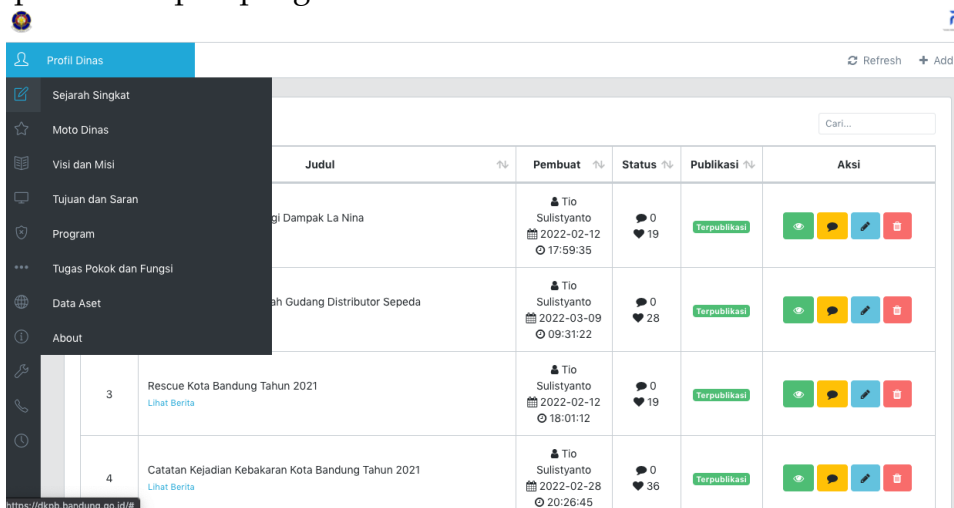 Profil Dinas
Refresh + Add
Sejarah Singkat
Cari...
Moto Dinas
Visi dan Misi
Judul Pembuat Status Publikasi Aksi
Tujuan dan Saran
Tio
Sulistyanto
2022-02-12
17:59:35
gi Dampak La Nina
0
19
Terpublikasi
Program
Tugas Pokok dan Fungsi
Data Aset
About
ah Gudang Distributor Sepeda
Tio
Sulistyanto
2022-03-09
09:31:22
0
28
Terpublikasi
3
Rescue Kota Bandung Tahun 2021
Lihat Berita
Tio
Sulistyanto
2022-02-12
18:01:12
0
19
Terpublikasi
4
Catatan Kejadian Kebakaran Kota Bandung Tahun 2021
Lihat Berita
Tio
Sulistyanto
2022-02-28
20:26:45
0
36
Terpublikasi
https://dkpb.bandung.go.id/#